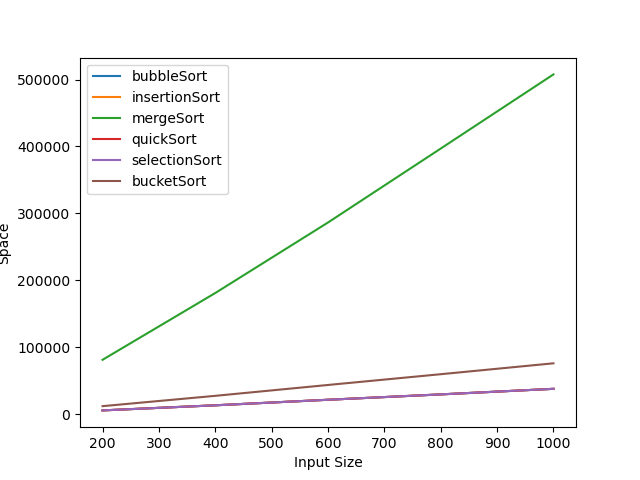 500000
400000
300000
200000
100000
0
Space
bubbleSort
insertionSort
mergeSort
quickSort
selectionSort
bucketSort
200 300 400 500 600 700 800 900 1000
Input Size